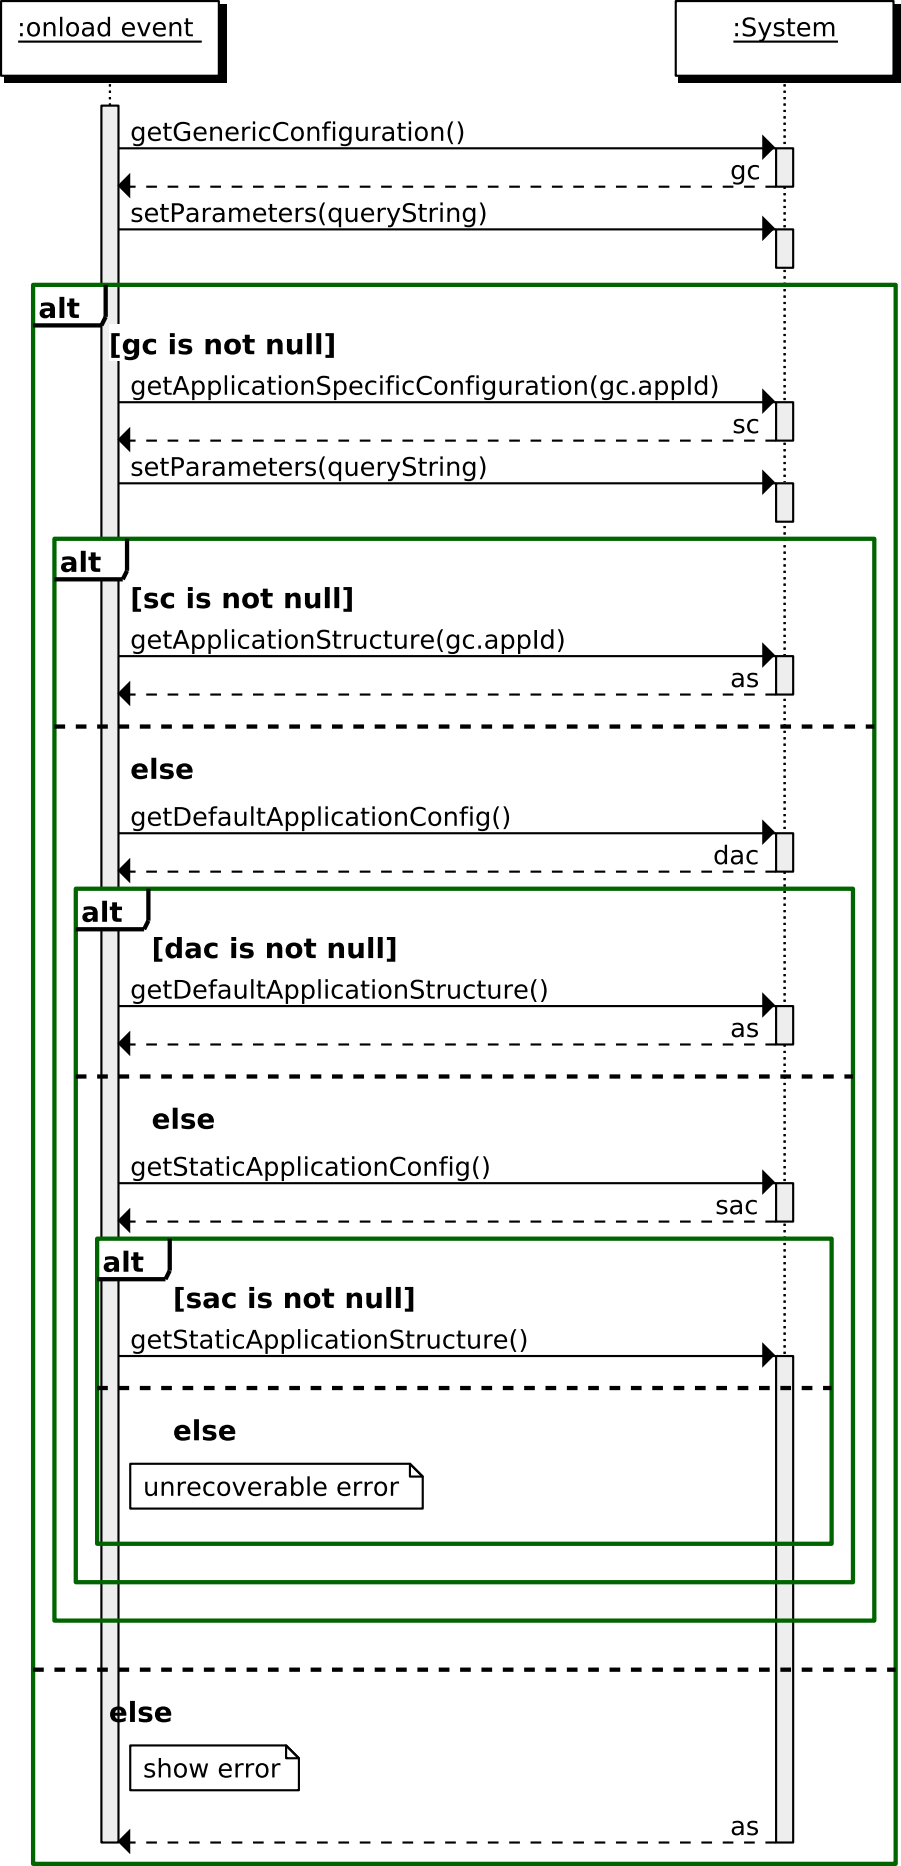 :onload event
:System
getGenericConfiguration()
gc
setParameters(queryString)
alt
[gc is not null]
getApplicationSpecificConfiguration(gc.appId)
sc
setParameters(queryString)
alt
[sc is not null]
getApplicationStructure(gc.appId)
as
else
getDefaultApplicationConfig()
dac
alt
[dac is not null]
getDefaultApplicationStructure()
as
else
getStaticApplicationConfig()
sac
alt
[sac is not null]
getStaticApplicationStructure()
else
unrecoverable error
else
show error
as